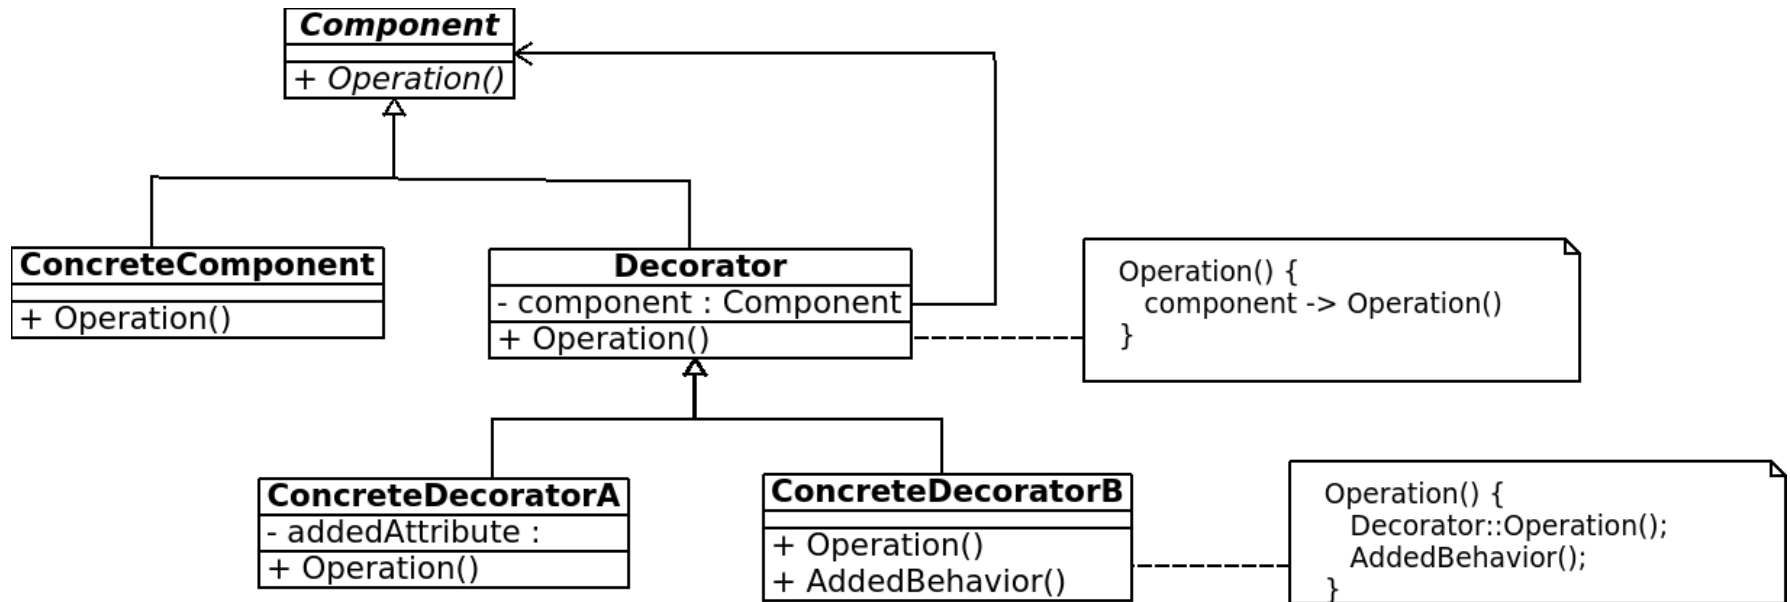 Component
+ Operation()
ConcreteComponent
+ Operation()
Decorator
- component : Component
+ Operation()
Operation() {
component -> Operation()
}
ConcreteDecoratorA
- addedAttribute :
+ Operation()
ConcreteDecoratorB
+ Operation()
+ AddedBehavior()
Operation() {
Decorator::Operation();
AddedBehavior();
}